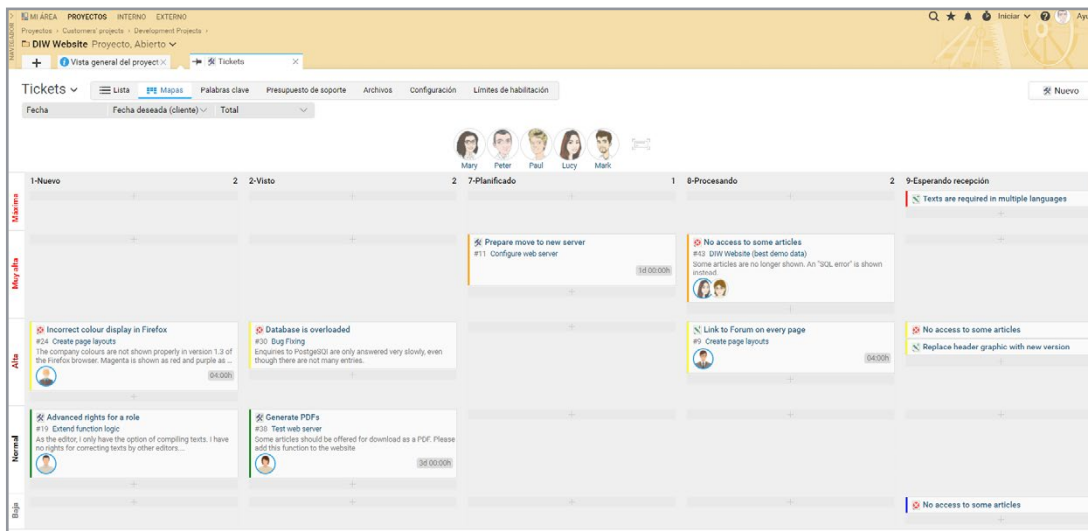 NAVEGADOR
MI ÁREA PROYECTOS INTERNO EXTERNO
Iniciar
Proyectos › Customers' projects › Development Projects ›
DIW Website Proyecto, Abierto
+ Vista general del proyect × Tickets ×
Tickets Lista Mapas Palabras clave Presupuesto de soporte Archivos Configuración Límites de habilitación Nuevo
Fecha Fecha deseada (cliente) Total
Mary Peter Paul Lucy Mark
1-Nuevo 2 2-Visto 2 7-Planificado 1 8-Procesando 2 9-Esperando recepción
Máxima
Texts are required in multiple languages
Muy alta
Prepare move to new server
#11 Configure web server
1d 00:00h
No access to some articles
#43 DIW Website (best demo data)
Some articles are no longer shown. An "SQL error" is shown
instead.
Alta
Incorrect colour display in Firefox
#24 Create page layouts
The company colours are not shown properly in version 1.3 of
the Firefox browser. Magenta is shown as red and purple as ...
04:00h
Database is overloaded
#30 Bug Fixing
Enquiries to PostgeSQl are only answered very slowly, even
though there are not many entries.
Link to Forum on every page
#9 Create page layouts
04:00h
No access to some articles
Replace header graphic with new version
Normal
Advanced rights for a role
#19 Extend function logic
As the editor, I only have the option of compiling texts. I have
no rights for correcting texts by other editors....
Generate PDFs
#38 Test web server
Some articles should be offered for download as a PDF. Please
add this function to the website
3d 00:00h
Baja
No access to some articles